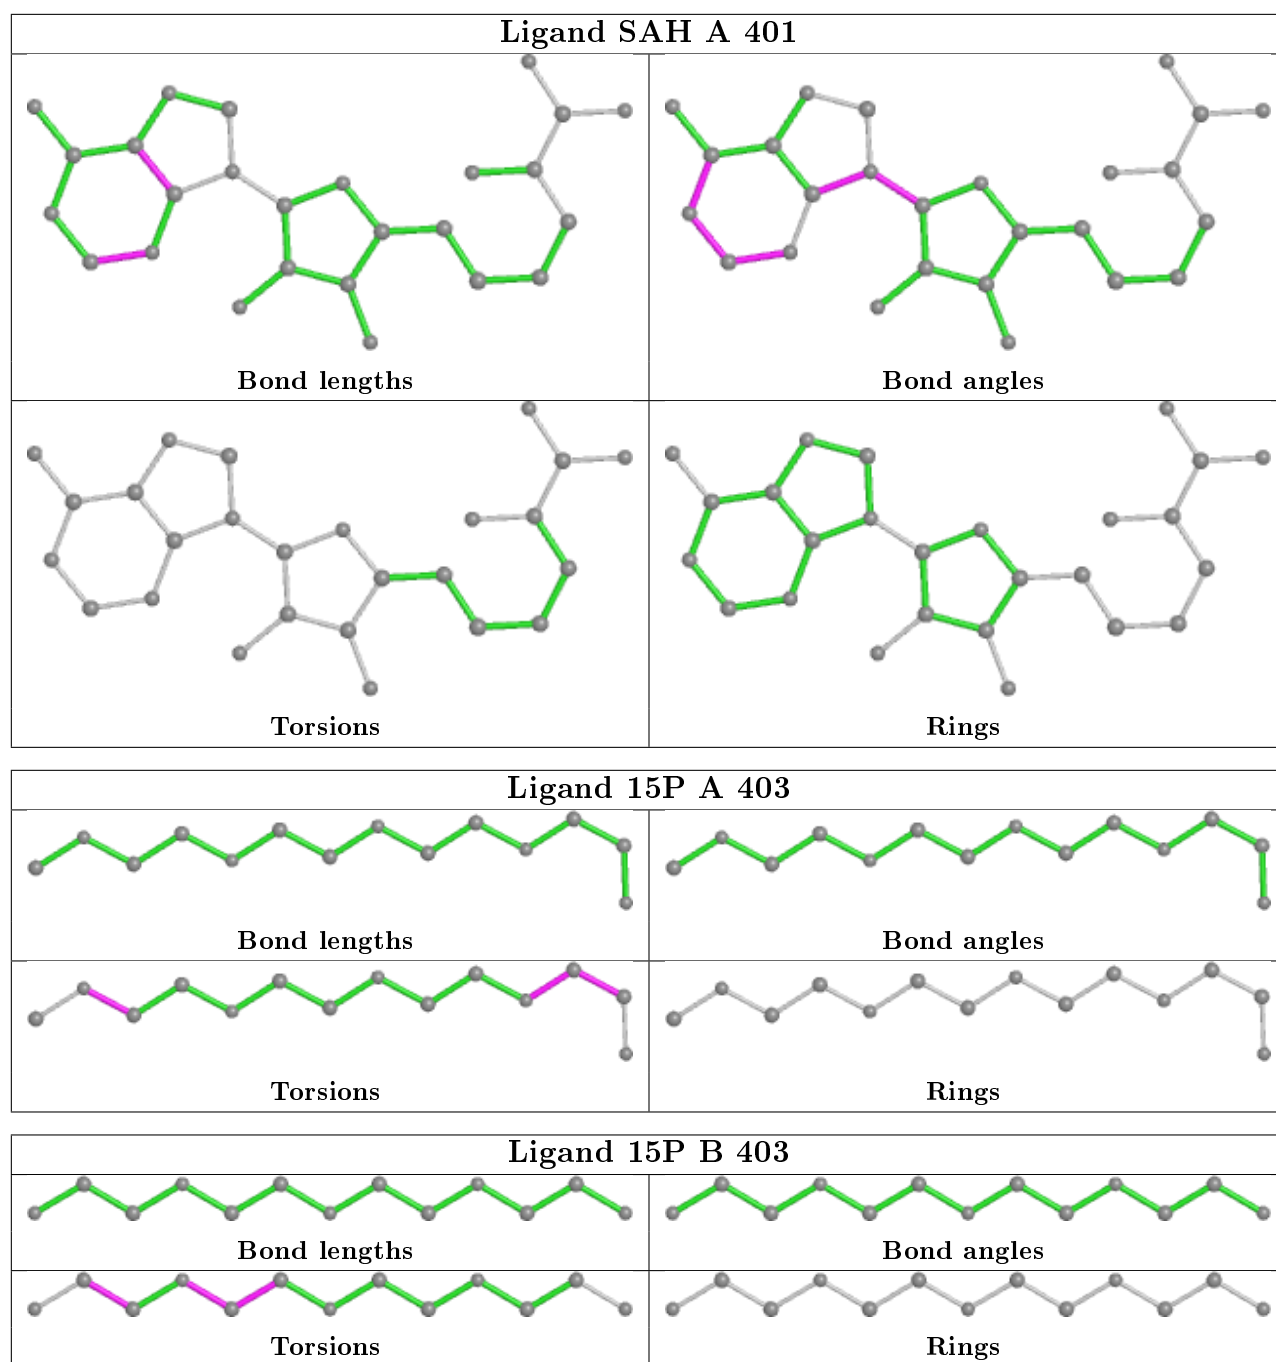 Ligand SAH A 401
Bond lengths
Bond angles
Torsions
Rings
Ligand 15P A 403
Bond lengths
Bond angles
Torsions
Rings
Ligand 15P B 403
Bond lengths
Bond angles
Torsions
Rings